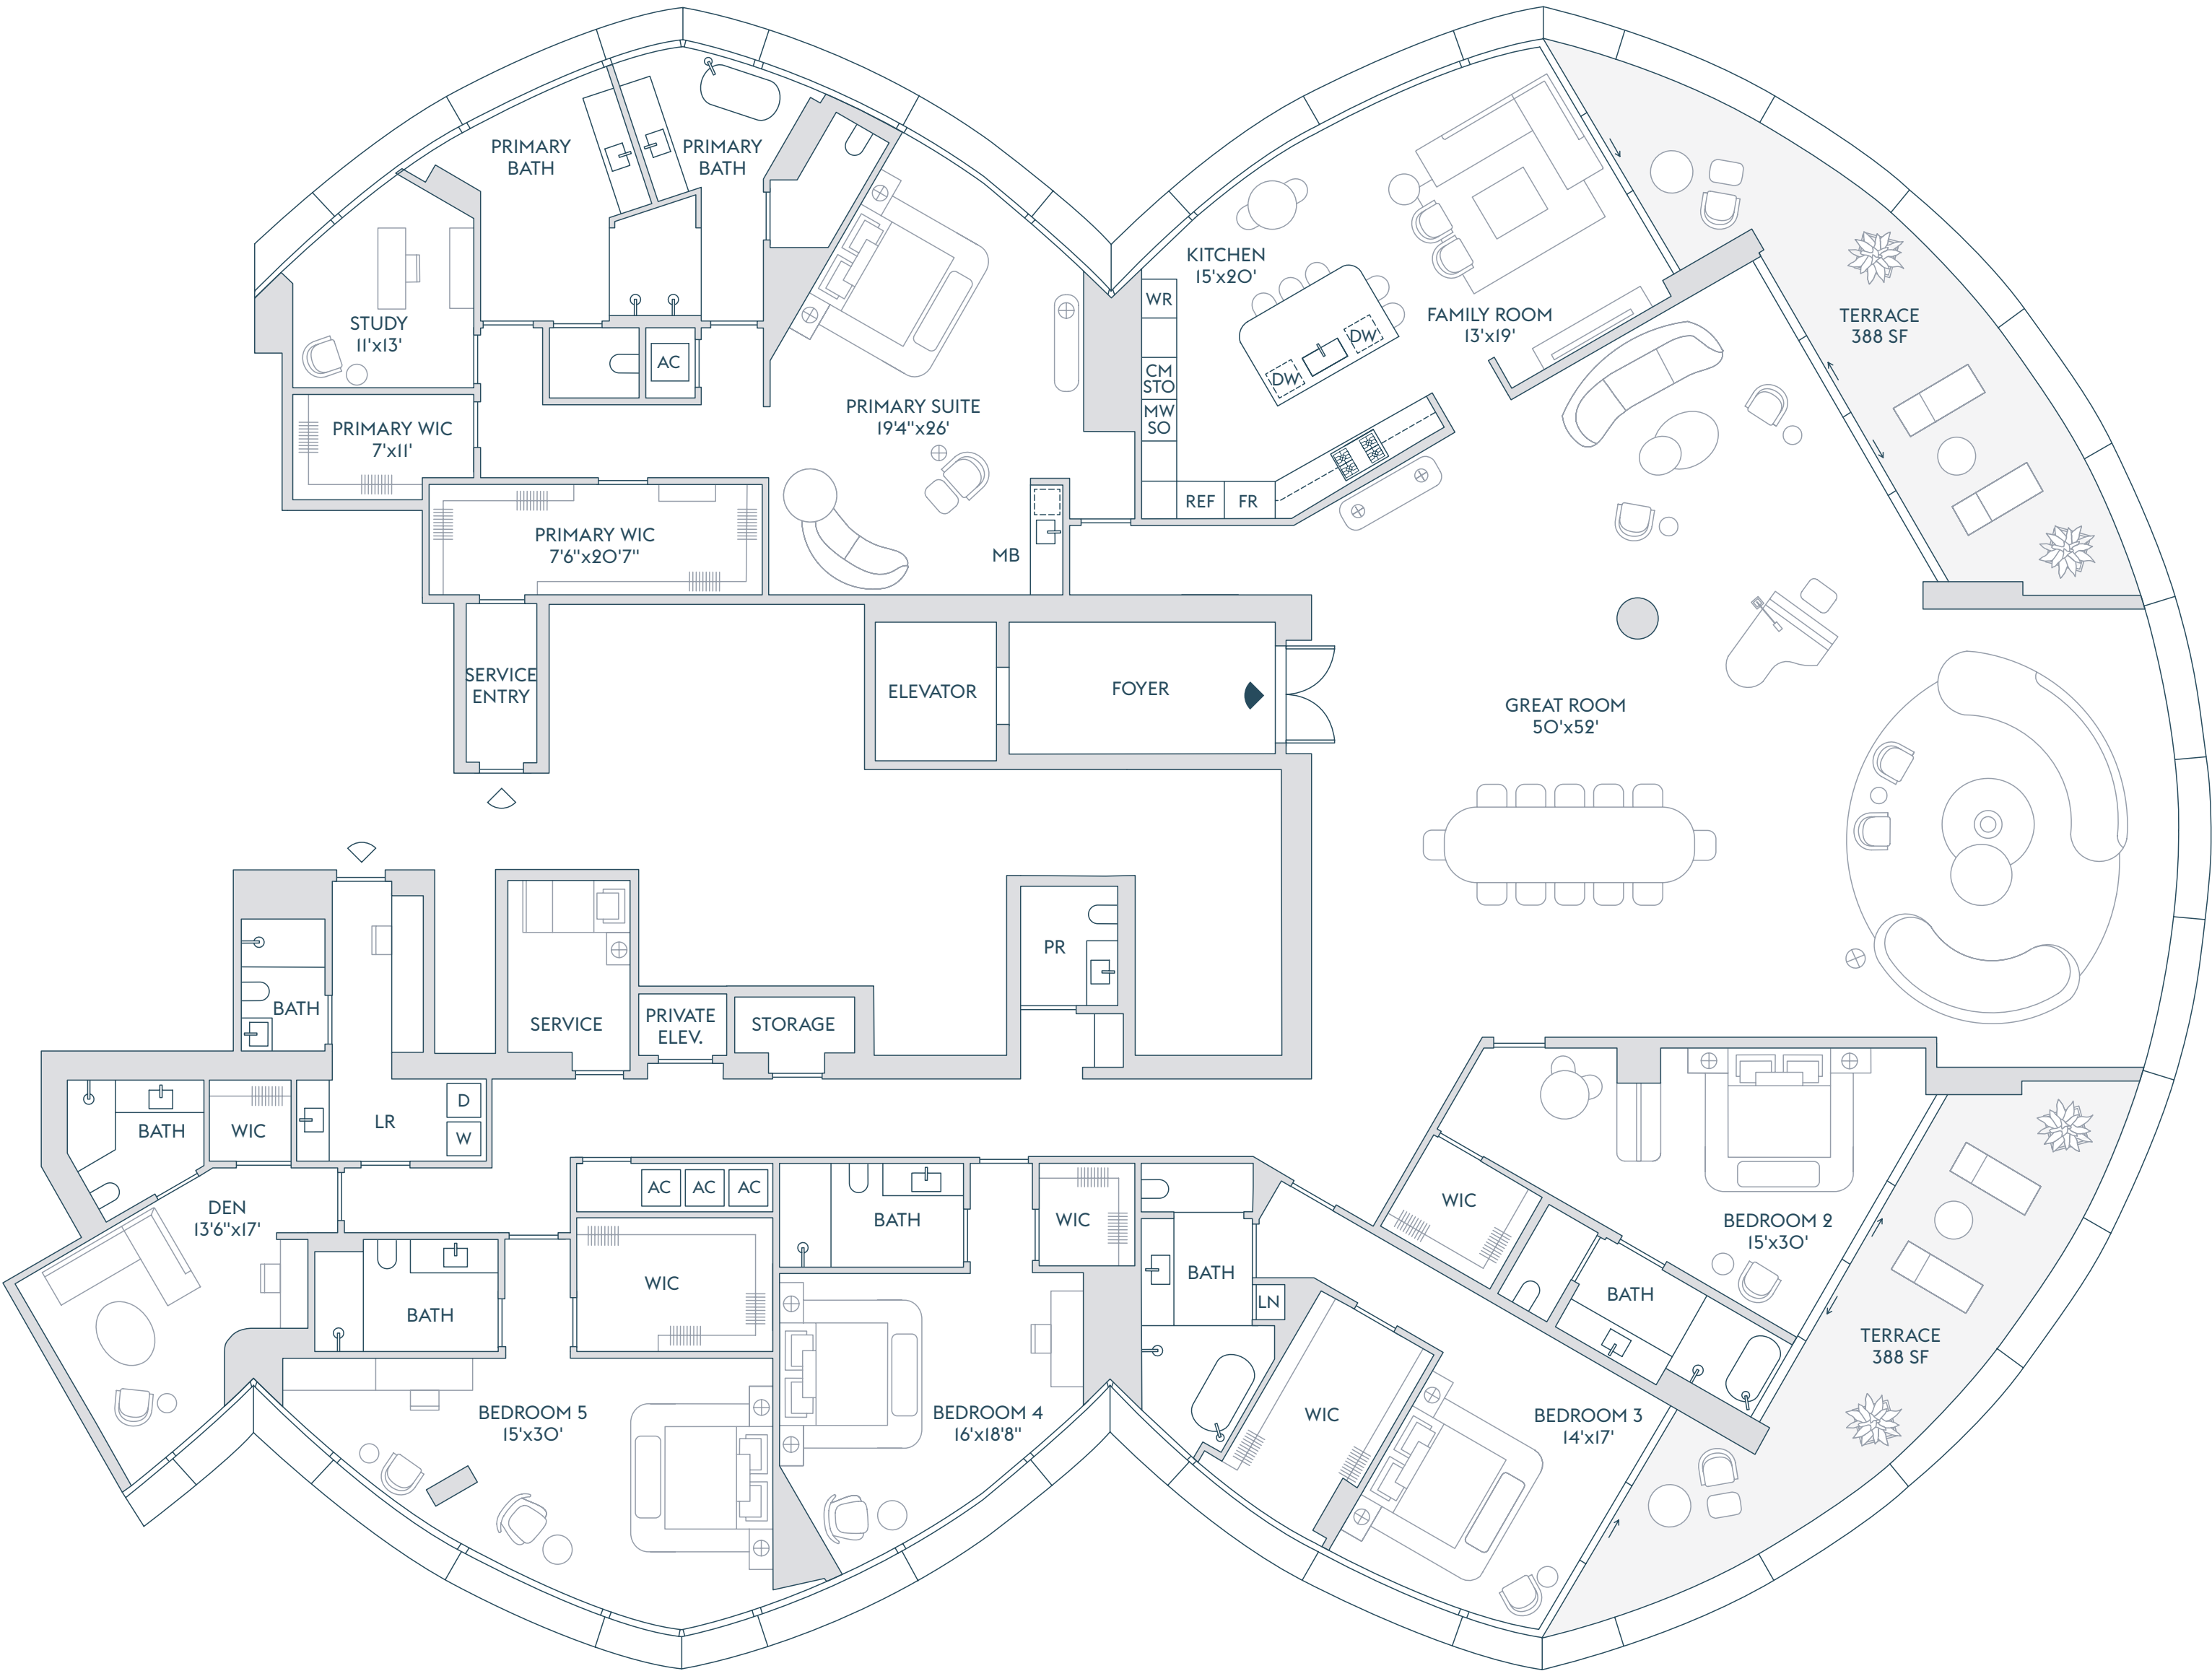 PRIMARY
BATH
PRIMARY
BATH
KITCHEN
15'x20'
STUDY
11'x13'
AC
WR
CM
STO
MW
SO
DW
DW
FAMILY ROOM
13'x19'
TERRACE
388 SF
PRIMARY WIC
7'x11'
PRIMARY SUITE
19'4"x26'
REF
FR
PRIMARY WIC
7'6"x20'7"
MB
SERVICE
ENTRY
ELEVATOR
FOYER
GREAT ROOM
50'x52'
BATH
SERVICE
PRIVATE
ELEV.
STORAGE
PR
BATH
WIC
LR
D
W
DEN
13'6"x17'
AC
AC
AC
BATH
WIC
WIC
BEDROOM 2
15'x30'
BATH
WIC
BATH
LN
BATH
TERRACE
388 SF
BEDROOM 5
15'x30'
BEDROOM 4
16'x18'8"
WIC
BEDROOM 3
14'x17'